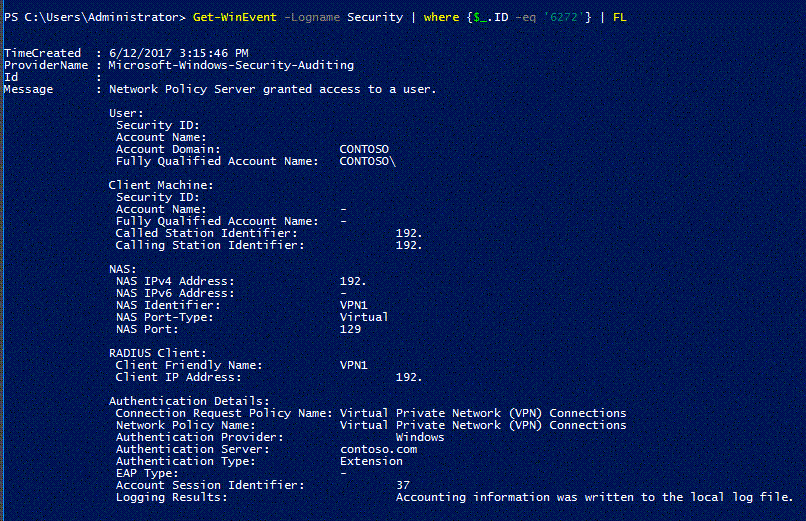 PS C:\Users\Administrator> Get-WinEvent -Logname Security | where {$_.ID -eq '6272'} | FL
TimeCreated  : 6/12/2017 3:15:46 PM
ProviderName : Microsoft-Windows-Security-Auditing
Id           :
Message      : Network Policy Server granted access to a user.
User:
Security ID:
Account Name:
Account Domain: CONTOSO
Fully Qualified Account Name: CONTOSO\
Client Machine:
Security ID:
Account Name: -
Fully Qualified Account Name: -
Called Station Identifier: 192.
Calling Station Identifier: 192.
NAS:
NAS IPv4 Address: 192.
NAS IPv6 Address: -
NAS Identifier: VPN1
NAS Port-Type: Virtual
NAS Port: 129
RADIUS Client:
Client Friendly Name: VPN1
Client IP Address: 192.
Authentication Details:
Connection Request Policy Name: Virtual Private Network (VPN) Connections
Network Policy Name: Virtual Private Network (VPN) Connections
Authentication Provider: Windows
Authentication Server: contoso.com
Authentication Type: Extension
EAP Type: -
Account Session Identifier: 37
Logging Results: Accounting information was written to the local log file.